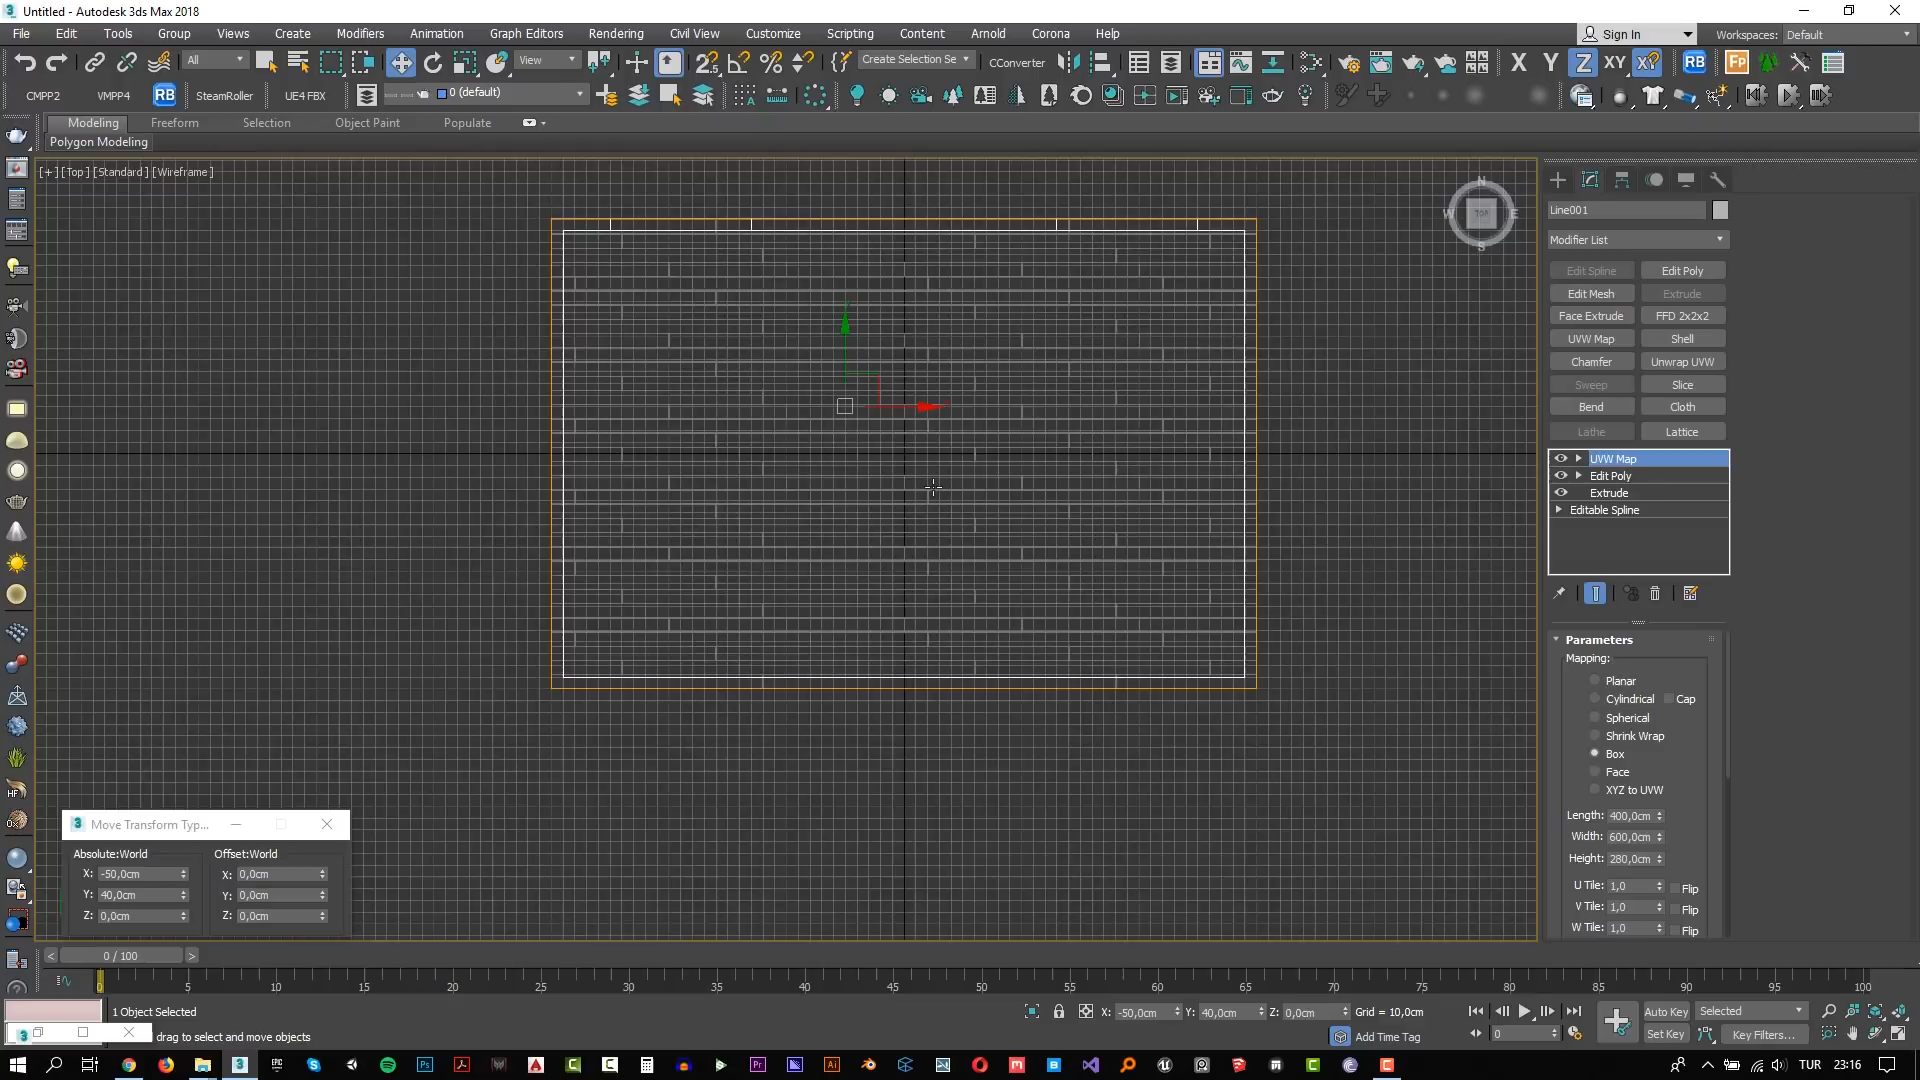 Untitled - Autodesk 3ds Max 2018
File Edit Tools Group Views Create Modifiers Animation Graph Editors Rendering Civil View Customize Scripting Content Arnold Corona Help
Sign In Workspaces: Default
All View Create Selection Se CConverter X Y Z XY RB Fp
CMPP2 VMPP4 RB SteamRoller UE4 FBX 0 (default)
Modeling Freeform Selection Object Paint Populate
Polygon Modeling
[+] [Top] [Standard] [Wireframe]
N
W TOP E
S
Line001
Modifier List
Edit Spline Edit Poly
Edit Mesh Extrude
Face Extrude FFD 2x2x2
UVW Map Shell
Chamfer Unwrap UVW
Sweep Slice
Bend Cloth
Lathe Lattice
UVW Map
Edit Poly
Extrude
Editable Spline
Parameters
Mapping:
Planar
Cylindrical Cap
Spherical
Shrink Wrap
Box
Face
XYZ to UVW
Length: 400,0cm
Width: 600,0cm
Height: 280,0cm
U Tile: 1,0 Flip
V Tile: 1,0 Flip
W Tile: 1,0 Flip
Move Transform Typ...
Absolute:World Offset:World
X: -50,0cm X: 0,0cm
Y: 40,0cm Y: 0,0cm
Z: 0,0cm Z: 0,0cm
0 / 100
0 5 10 15 20 25 30 35 40 45 50 55 60 65 70 75 80 85 90 95 100
1 Object Selected X: -50,0cm Y: 40,0cm Z: 0,0cm Grid = 10,0cm Auto Key Selected
drag to select and move objects Add Time Tag 0 Set Key Key Filters...
TUR 23:16